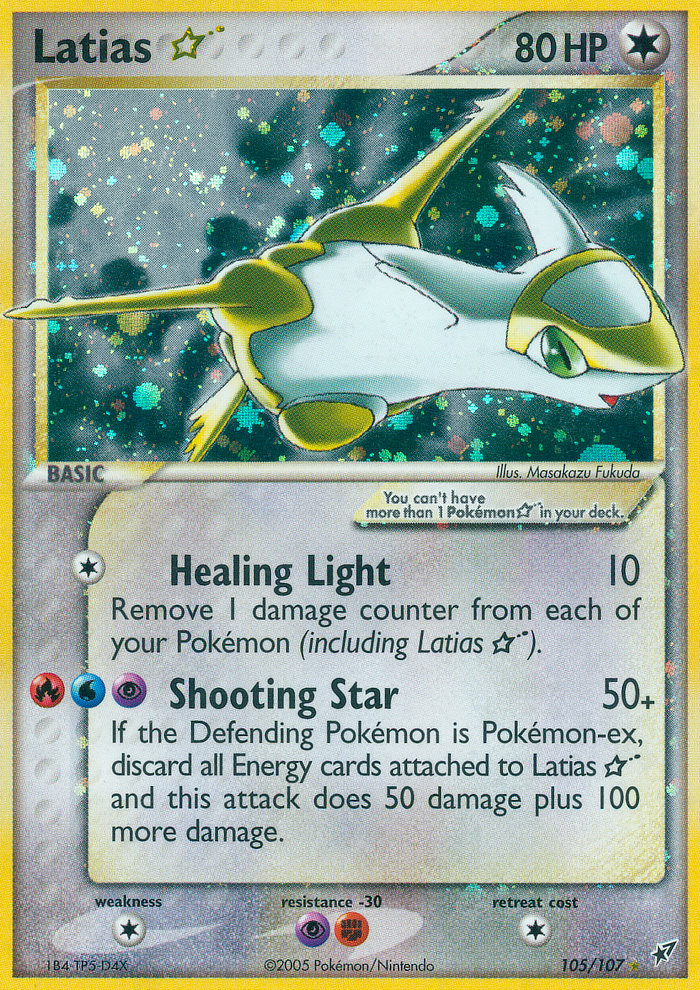 Latias ☆
80 HP
BASIC
Illus. Masakazu Fukuda
You can't have
more than 1 Pokémon☆ in your deck.
Healing Light 10
Remove 1 damage counter from each of
your Pokémon (including Latias ☆).
Shooting Star 50+
If the Defending Pokémon is Pokémon-ex,
discard all Energy cards attached to Latias ☆
and this attack does 50 damage plus 100
more damage.
weakness resistance -30 retreat cost
184-TP5-D4X ©2005 Pokémon/Nintendo 105/107 ★